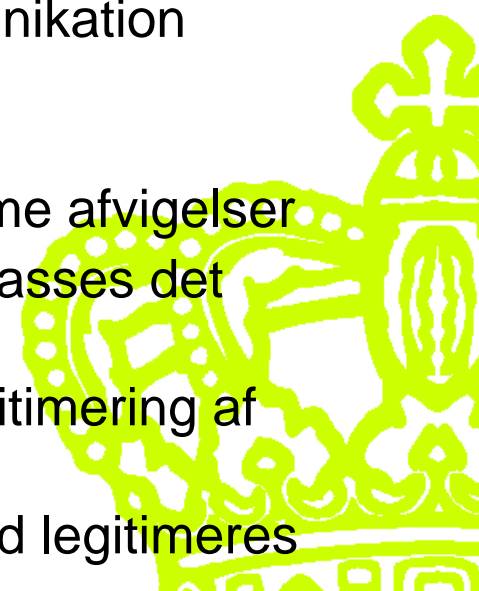 nikation
me afvigelser
asses det
itimering af
d legitimeres